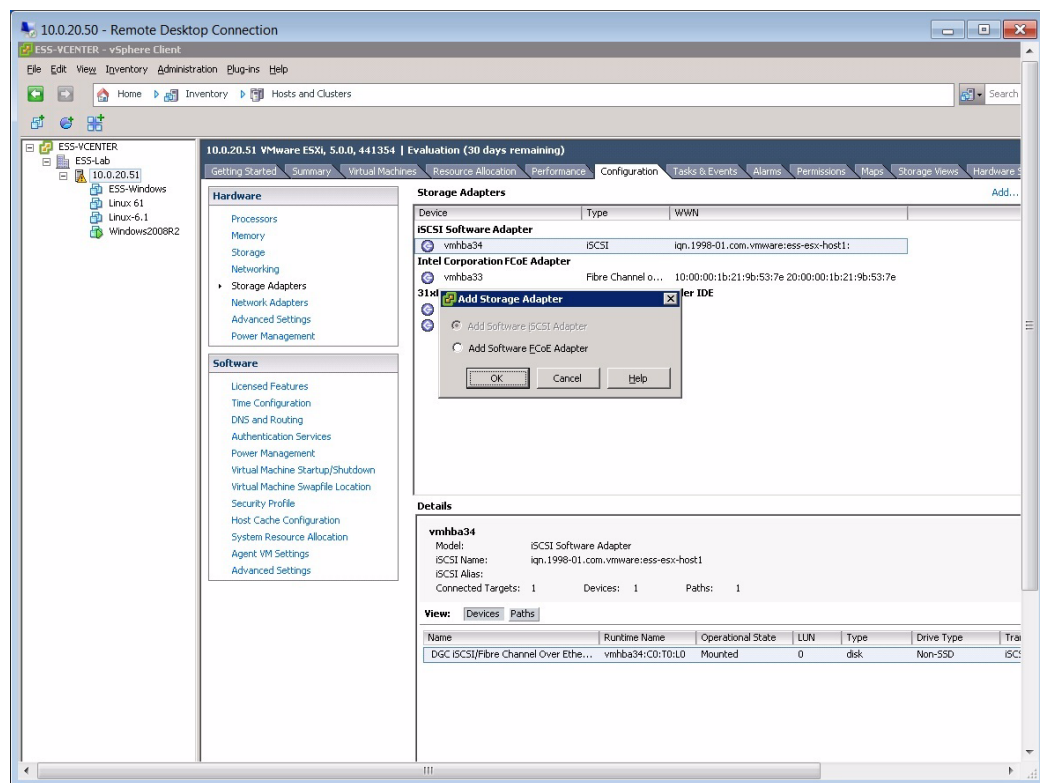 10.0.20.50 - Remote Desktop Connection
ESS-VCENTER - vSphere Client
File Edit View Inventory Administration Plug-ins Help
Home Inventory Hosts and Clusters
Search
ESS-VCENTER
ESS-Lab
10.0.20.51
ESS-Windows
Linux 61
Linux-6.1
Windows2008R2
10.0.20.51 VMware ESXi, 5.0.0, 441354 | Evaluation (30 days remaining)
Getting Started Summary Virtual Machines Resource Allocation Performance Configuration Tasks & Events Alarms Permissions Maps Storage Views Hardware S
Hardware
Processors
Memory
Storage
Networking
Storage Adapters
Network Adapters
Advanced Settings
Power Management
Software
Licensed Features
Time Configuration
DNS and Routing
Authentication Services
Power Management
Virtual Machine Startup/Shutdown
Virtual Machine Swapfile Location
Security Profile
Host Cache Configuration
System Resource Allocation
Agent VM Settings
Advanced Settings
Storage Adapters
Add...
Device Type WWN
iSCSI Software Adapter
vmhba34 iSCSI iqn.1998-01.com.vmware:ess-esx-host1:
Intel Corporation FCoE Adapter
vmhba33 Fibre Channel o... 10:00:00:1b:21:9b:53:7e 20:00:00:1b:21:9b:53:7e
ler IDE
Add Storage Adapter
Add Software iSCSI Adapter
Add Software FCoE Adapter
OK Cancel Help
Details
vmhba34
Model: iSCSI Software Adapter
iSCSI Name: iqn.1998-01.com.vmware:ess-esx-host1
iSCSI Alias:
Connected Targets: 1 Devices: 1 Paths: 1
View: Devices Paths
Name Runtime Name Operational State LUN Type Drive Type Tra
DGC iSCSI/Fibre Channel Over Ethe... vmhba34:C0:T0:L0 Mounted 0 disk Non-SSD iSCS